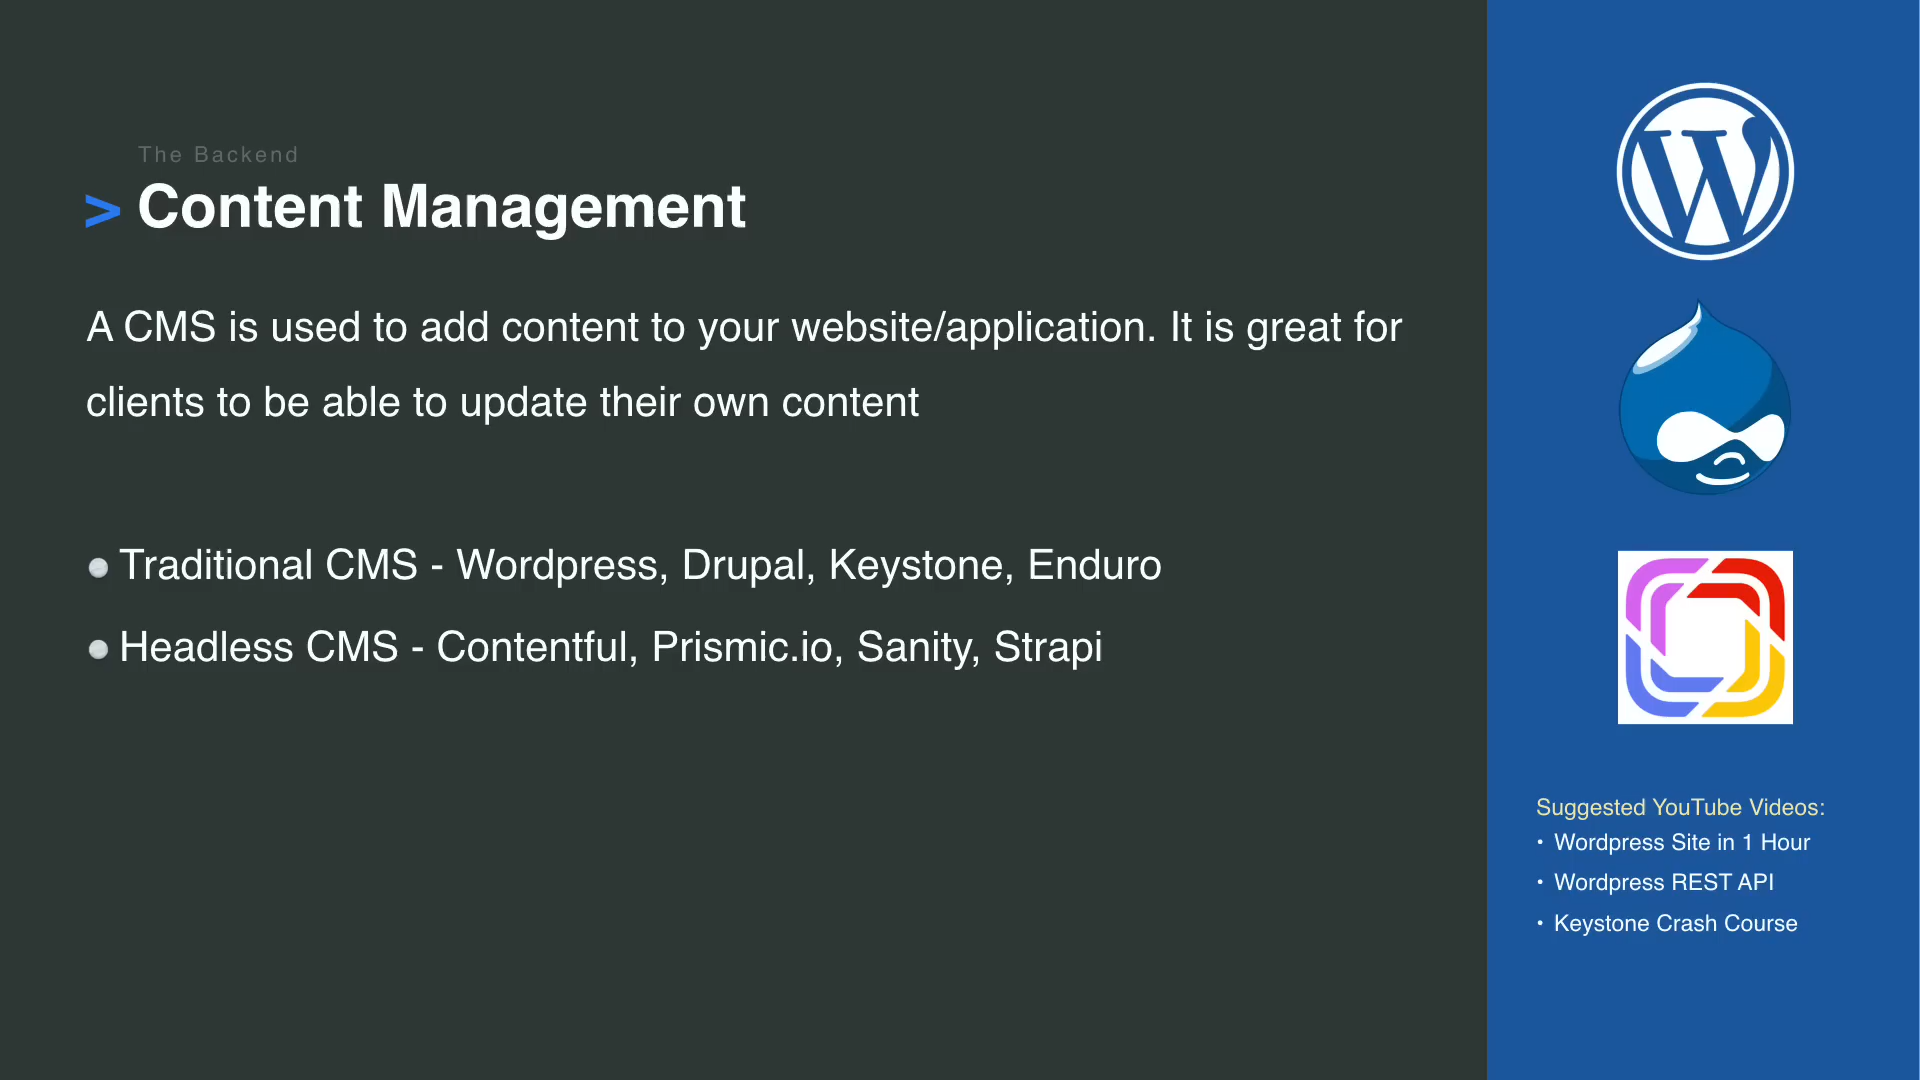 The Backend
> Content Management
A CMS is used to add content to your website/application. It is great for
clients to be able to update their own content
• Traditional CMS - Wordpress, Drupal, Keystone, Enduro
• Headless CMS - Contentful, Prismic.io, Sanity, Strapi
W
Suggested YouTube Videos:
• Wordpress Site in 1 Hour
• Wordpress REST API
• Keystone Crash Course